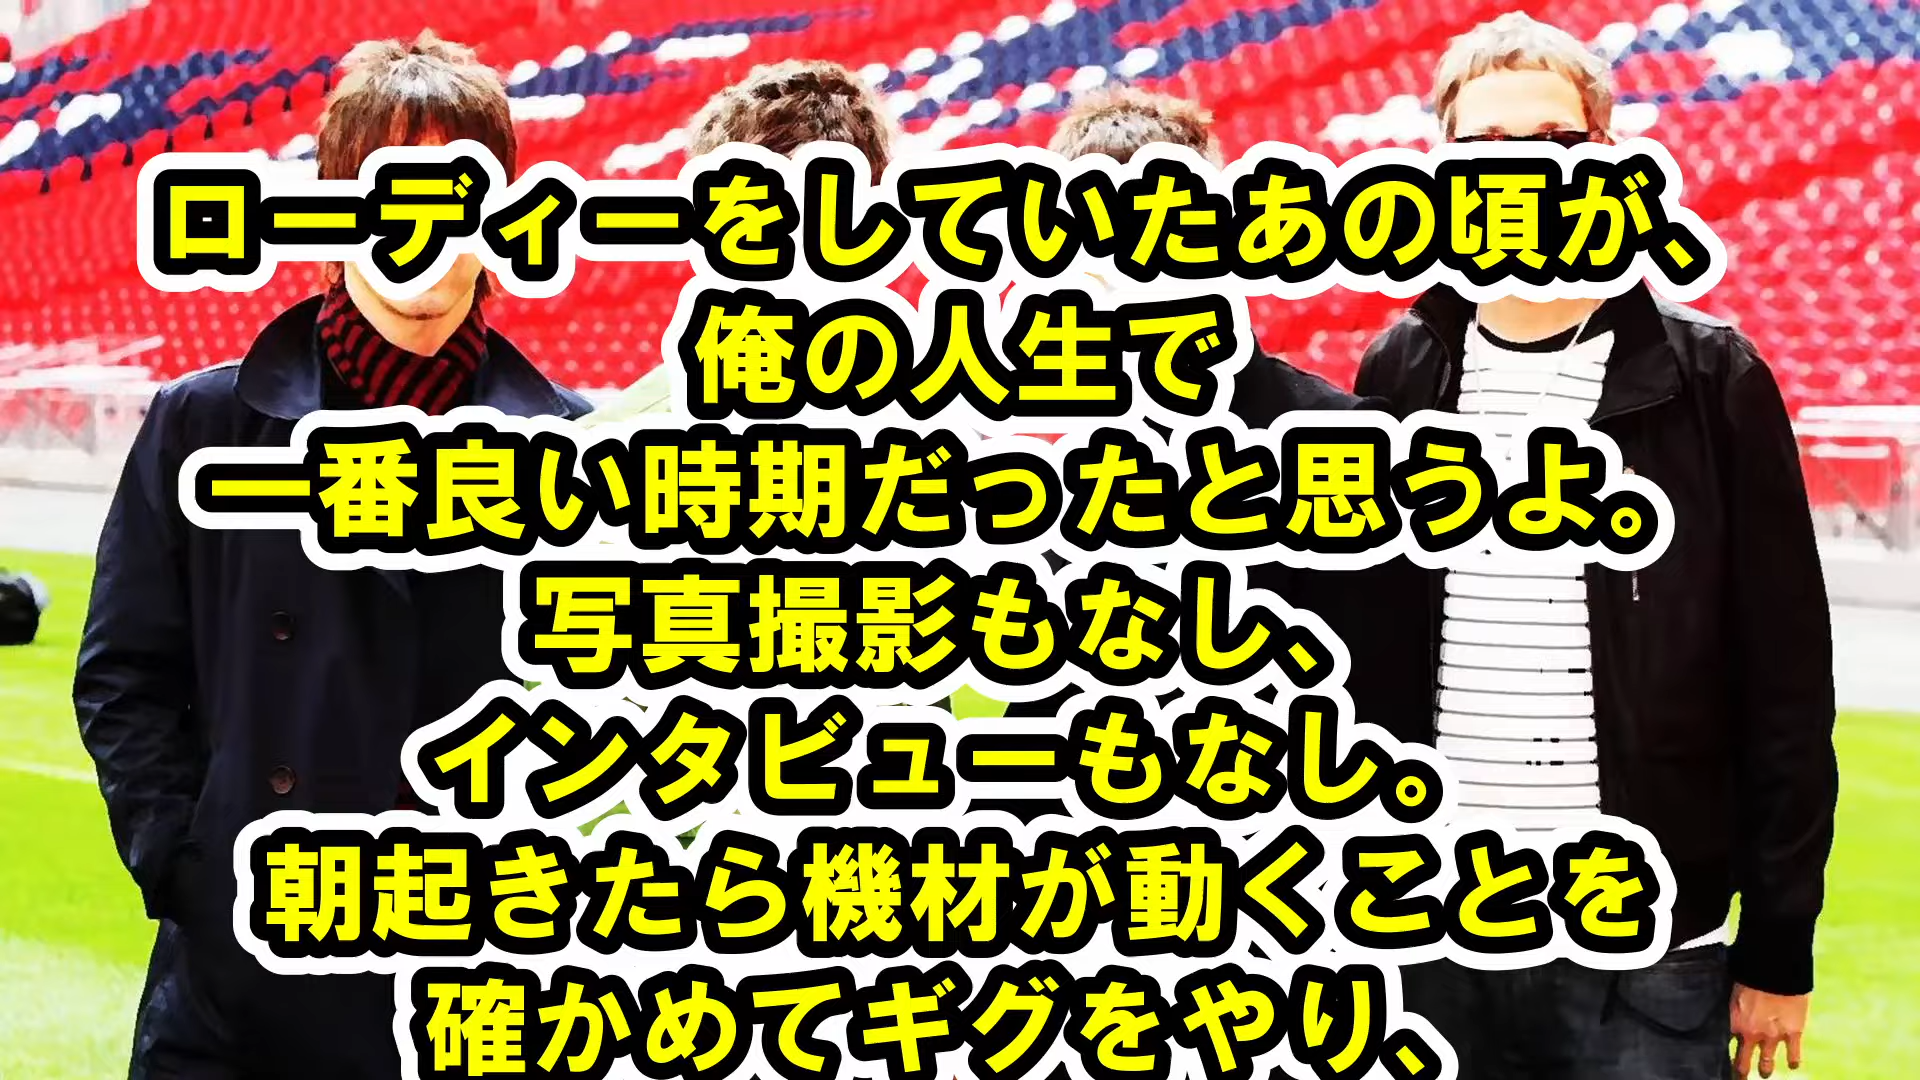 ローディーをしていたあの頃が、
俺の人生で
一番良い時期だったと思うよ。
写真撮影もなし、
インタビューもなし。
朝起きたら機材が動くことを
確かめてギグをやり、